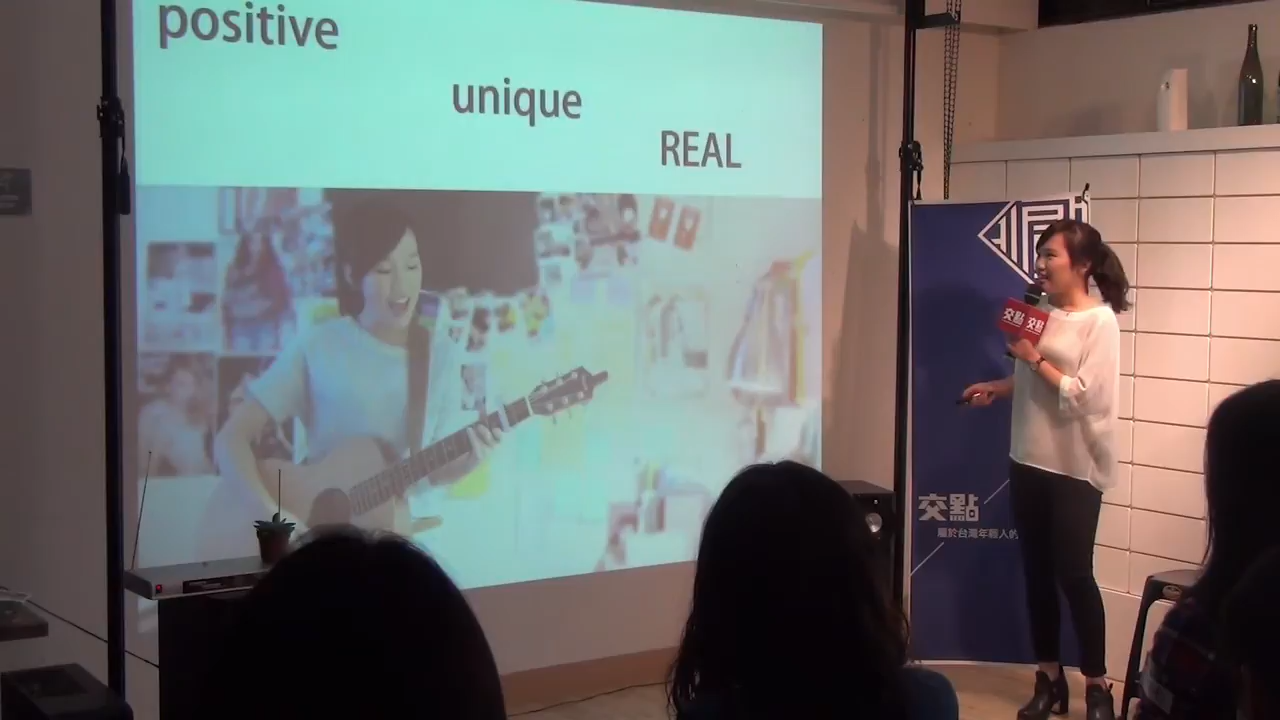 positive
unique
REAL
交點 交點
交點
屬於台灣年輕人的